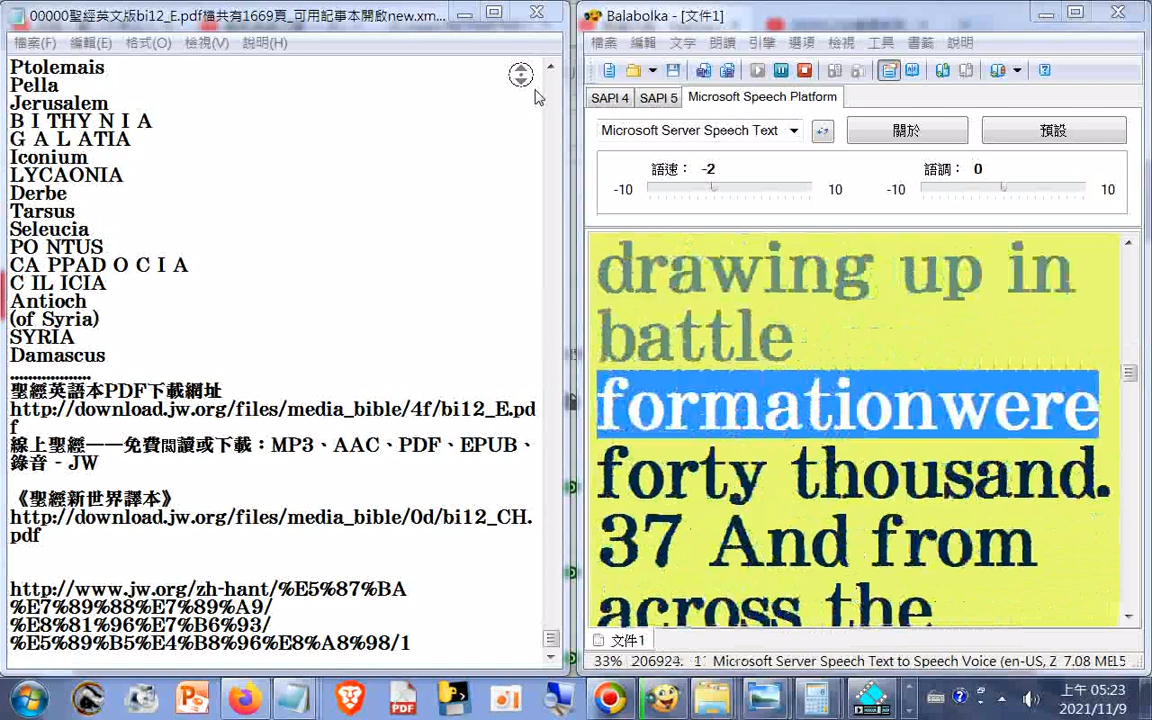 00000聖經英文版bi12_E.pdf檔共有1669頁_可用記事本開啟new.xm...
檔案(F) 編輯(E) 格式(O) 檢視(V) 說明(H)
Ptolemais
Pella
Jerusalem
B I THY N I A
G A L ATIA
Iconium
LYCAONIA
Derbe
Tarsus
Seleucia
PO NTUS
CA PPAD O C I A
C IL ICIA
Antioch
(of Syria)
SYRIA
Damascus
..................
聖經英語本PDF下載網址
http://download.jw.org/files/media_bible/4f/bi12_E.pd
f
線上聖經——免費閱讀或下載：MP3、AAC、PDF、EPUB、
錄音 - JW
《聖經新世界譯本》
http://download.jw.org/files/media_bible/0d/bi12_CH.
pdf
http://www.jw.org/zh-hant/%E5%87%BA
%E7%89%88%E7%89%A9/
%E8%81%96%E7%B6%93/
%E5%89%B5%E4%B8%96%E8%A8%98/1
Balabolka - [文件1]
檔案 編輯 文字 朗讀 引擎 選項 檢視 工具 書籤 說明
SAPI 4 SAPI 5 Microsoft Speech Platform
Microsoft Server Speech Text 關於 預設
語速： -2 語調： 0
-10 10 -10 10
drawing up in
battle
formationwere
forty thousand.
37 And from
across the
文件1
33% 206924. Microsoft Server Speech Text to Speech Voice (en-US, Z 7.08 MB
PDF
上午 05:23
2021/11/9